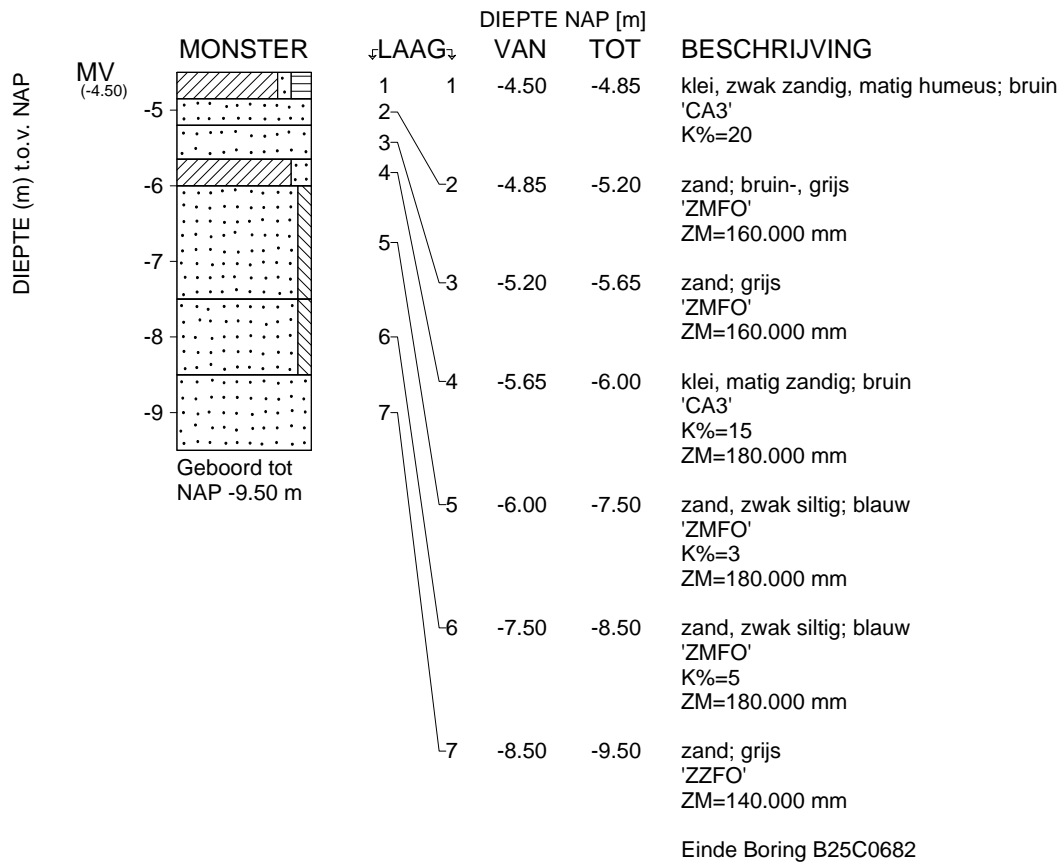 DIEPTE NAP [m]
MONSTER LAAG VAN TOT BESCHRIJVING
DIEPTE (m) t.o.v. NAP
MV
(-4.50)
-5
-6
-7
-8
-9
Geboord tot
NAP -9.50 m
1
2
3
4
5
6
7
1 -4.50 -4.85 klei, zwak zandig, matig humeus; bruin
'CA3'
K%=20
2 -4.85 -5.20 zand; bruin-, grijs
'ZMFO'
ZM=160.000 mm
3 -5.20 -5.65 zand; grijs
'ZMFO'
ZM=160.000 mm
4 -5.65 -6.00 klei, matig zandig; bruin
'CA3'
K%=15
ZM=180.000 mm
5 -6.00 -7.50 zand, zwak siltig; blauw
'ZMFO'
K%=3
ZM=180.000 mm
6 -7.50 -8.50 zand, zwak siltig; blauw
'ZMFO'
K%=5
ZM=180.000 mm
7 -8.50 -9.50 zand; grijs
'ZZFO'
ZM=140.000 mm
Einde Boring B25C0682